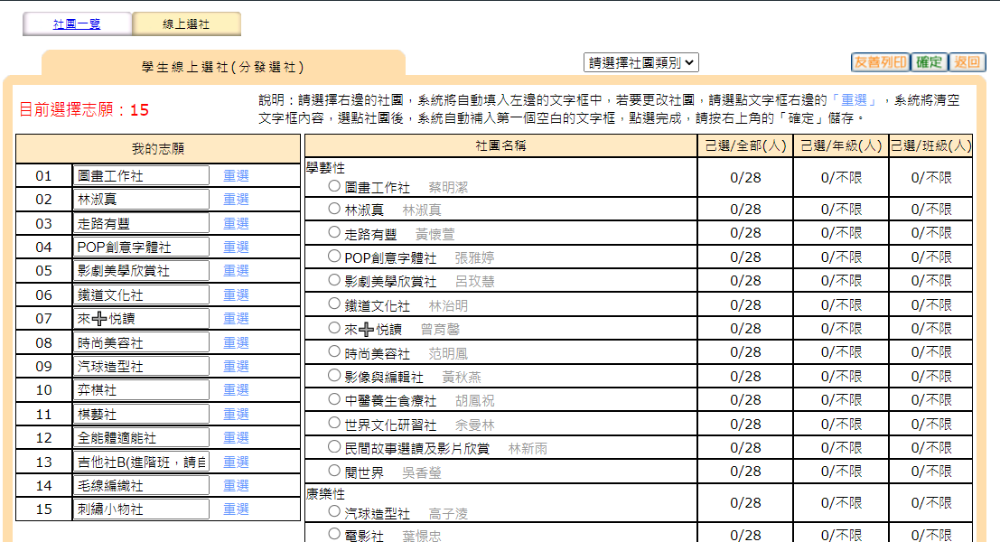 社團一覽 線上選社
學生線上選社(分發選社) 請選擇社團類別 友善列印 確定 返回
目前選擇志願：15
說明：請選擇右邊的社團，系統將自動填入左邊的文字框中，若要更改社團，請選點文字框右邊的「重選」，系統將清空
文字框內容，選點社團後，系統自動補入第一個空白的文字框，點選完成，請按右上角的「確定」儲存。
我的志願
01 圖畫工作社 重選
02 林淑真 重選
03 走路有豐 重選
04 POP創意字體社 重選
05 影劇美學欣賞社 重選
06 鐵道文化社 重選
07 來➕悅讀 重選
08 時尚美容社 重選
09 汽球造型社 重選
10 弈棋社 重選
11 棋藝社 重選
12 全能體適能社 重選
13 吉他社B(進階班，請自 重選
14 毛線編織社 重選
15 刺繡小物社 重選
社團名稱 已選/全部(人) 已選/年級(人) 已選/班級(人)
學藝性
圖畫工作社 蔡明潔 0/28 0/不限 0/不限
林淑真 林淑真 0/28 0/不限 0/不限
走路有豐 黃懷萱 0/28 0/不限 0/不限
POP創意字體社 張雅婷 0/28 0/不限 0/不限
影劇美學欣賞社 呂玫慧 0/28 0/不限 0/不限
鐵道文化社 林治明 0/28 0/不限 0/不限
來➕悅讀 曾育馨 0/28 0/不限 0/不限
時尚美容社 范明鳳 0/28 0/不限 0/不限
影像與編輯社 黃秋燕 0/28 0/不限 0/不限
中醫養生食療社 胡鳳祝 0/28 0/不限 0/不限
世界文化研習社 余曼林 0/28 0/不限 0/不限
民間故事選讀及影片欣賞 林新雨 0/28 0/不限 0/不限
閱世界 吳香瑩 0/28 0/不限 0/不限
康樂性
汽球造型社 高子淩 0/28 0/不限 0/不限
電影社 葉憬忠 0/28 0/不限 0/不限